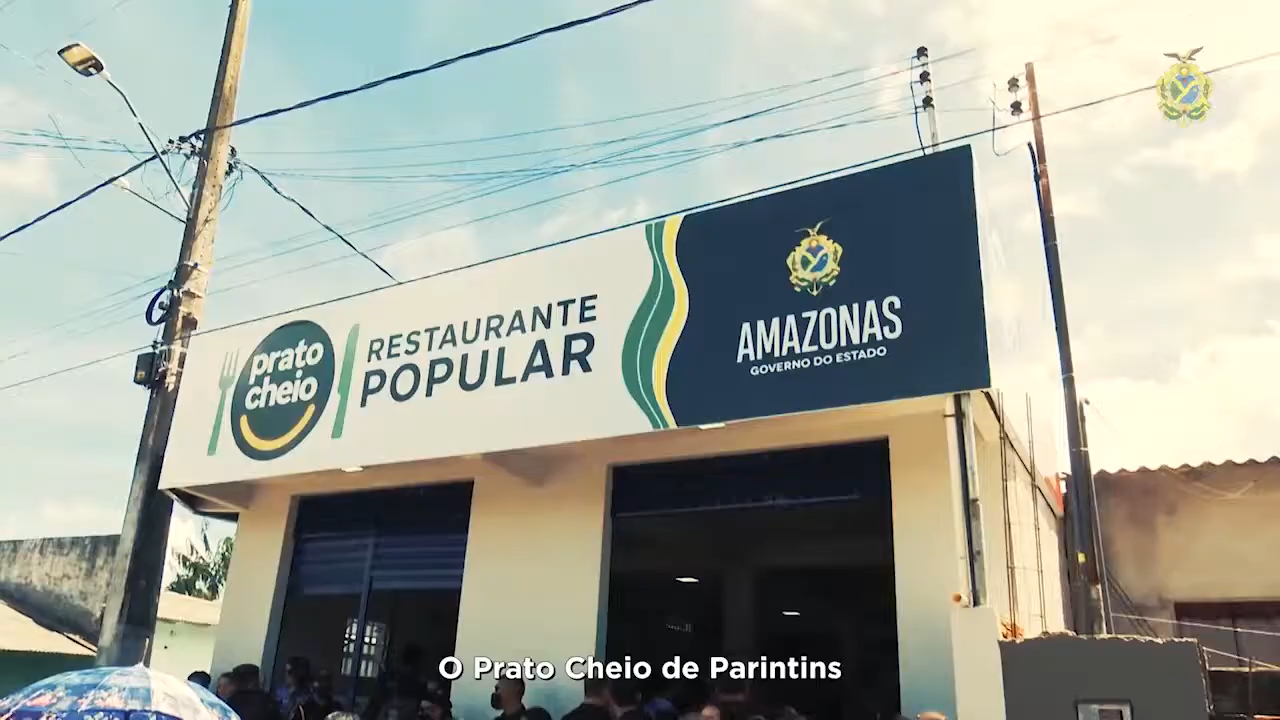 prato
cheio
RESTAURANTE
POPULAR
AMAZONAS
GOVERNO DO ESTADO
O Prato Cheio de Parintins